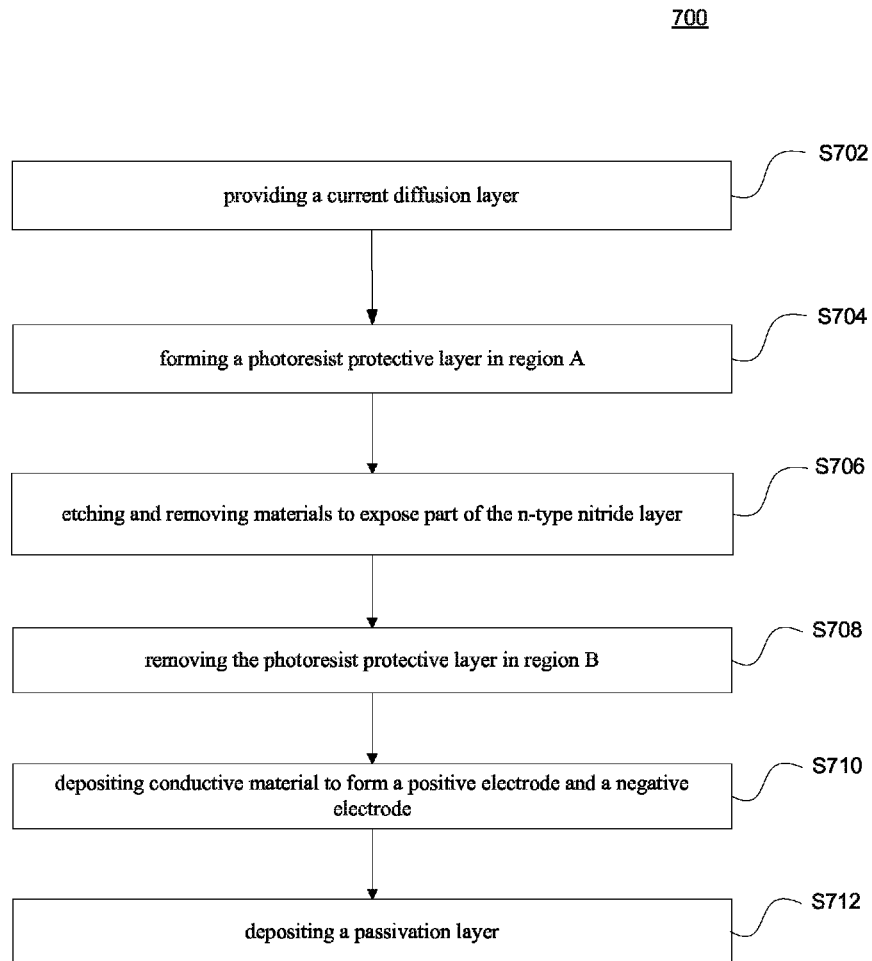 700
S702
providing a current diffusion layer
S704
forming a photoresist protective layer in region A
S706
etching and removing materials to expose part of the n-type nitride layer
S708
removing the photoresist protective layer in region B
S710
depositing conductive material to form a positive electrode and a negative
electrode
S712
depositing a passivation layer